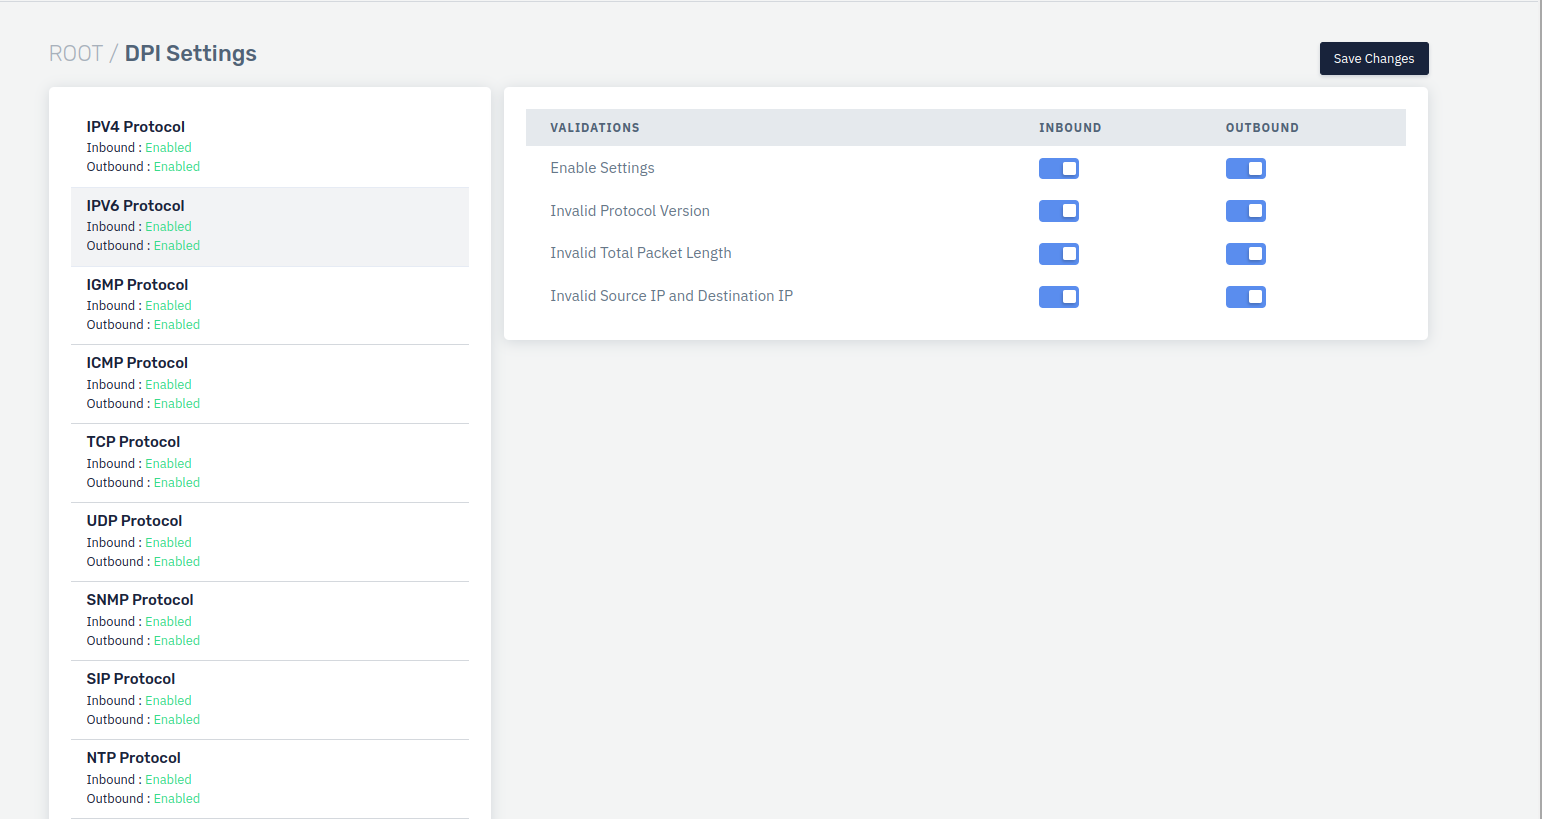 ROOT / DPI Settings
Save Changes
IPV4 Protocol
Inbound : Enabled
Outbound : Enabled
IPV6 Protocol
Inbound : Enabled
Outbound : Enabled
IGMP Protocol
Inbound : Enabled
Outbound : Enabled
ICMP Protocol
Inbound : Enabled
Outbound : Enabled
TCP Protocol
Inbound : Enabled
Outbound : Enabled
UDP Protocol
Inbound : Enabled
Outbound : Enabled
SNMP Protocol
Inbound : Enabled
Outbound : Enabled
SIP Protocol
Inbound : Enabled
Outbound : Enabled
NTP Protocol
Inbound : Enabled
Outbound : Enabled
VALIDATIONS INBOUND OUTBOUND
Enable Settings
Invalid Protocol Version
Invalid Total Packet Length
Invalid Source IP and Destination IP